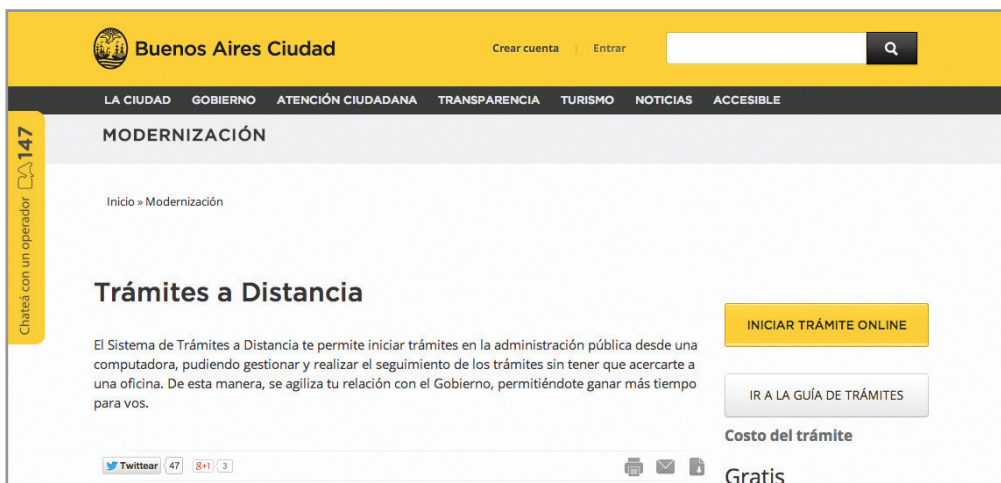 Buenos Aires Ciudad
Crear cuenta | Entrar
LA CIUDAD GOBIERNO ATENCIÓN CIUDADANA TRANSPARENCIA TURISMO NOTICIAS ACCESIBLE
MODERNIZACIÓN
Chateá con un operador BA147
Inicio » Modernización
Trámites a Distancia
El Sistema de Trámites a Distancia te permite iniciar trámites en la administración pública desde una
computadora, pudiendo gestionar y realizar el seguimiento de los trámites sin tener que acercarte a
una oficina. De esta manera, se agiliza tu relación con el Gobierno, permitiéndote ganar más tiempo
para vos.
INICIAR TRÁMITE ONLINE
IR A LA GUÍA DE TRÁMITES
Costo del trámite
Gratis
Twittear 47 g+1 3